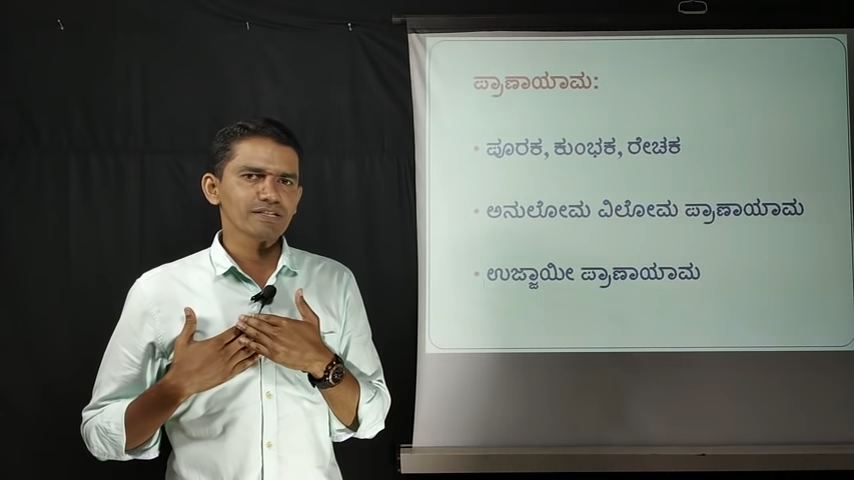 ಪ್ರಾಣಾಯಾಮ:
• ಪೂರಕ, ಕುಂಭಕ, ರೇಚಕ
• ಅನುಲೋಮ ವಿಲೋಮ ಪ್ರಾಣಾಯಾಮ
• ಉಜ್ಜಾಯೀ ಪ್ರಾಣಾಯಾಮ